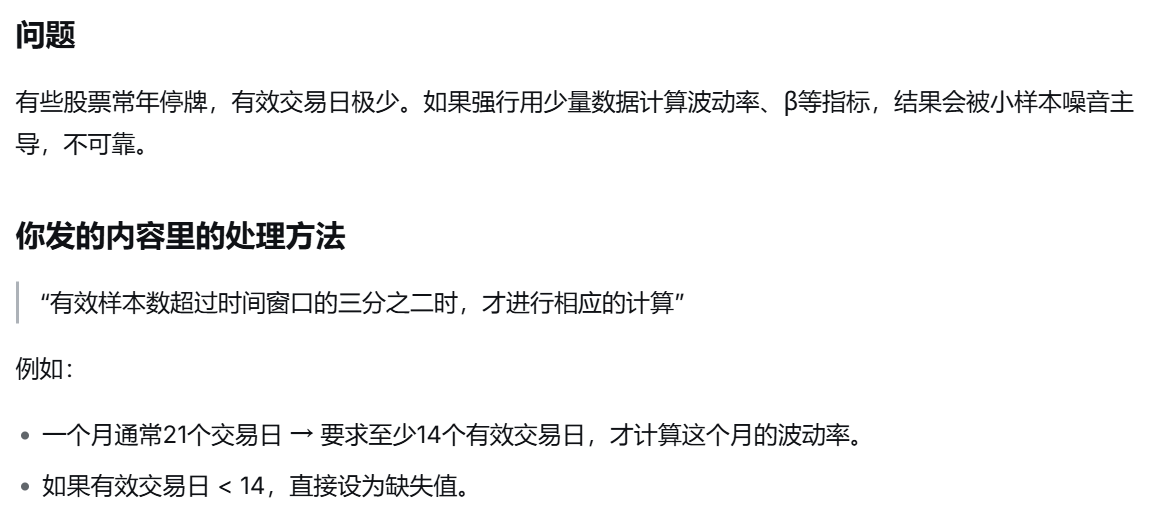 问题
有些股票常年停牌，有效交易日极少。如果强行用少量数据计算波动率、β等指标，结果会被小样本噪音主
导，不可靠。
你发的内容里的处理方法
“有效样本数超过时间窗口的三分之二时，才进行相应的计算”
例如：
• 一个月通常21个交易日 → 要求至少14个有效交易日，才计算这个月的波动率。
• 如果有效交易日 < 14，直接设为缺失值。